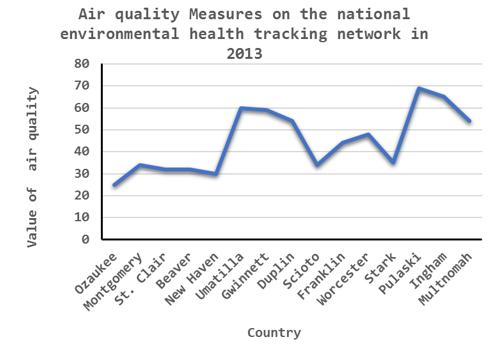 Air quality Measures on the national
environmental health tracking network in
2013
Value of  air quality
80
70
60
50
40
30
20
10
0
Ozaukee
Montgomery
St. Clair
Beaver
New Haven
Umatilla
Gwinnett
Duplin
Scioto
Franklin
Worcester
Stark
Pulaski
Ingham
Multnomah
Country